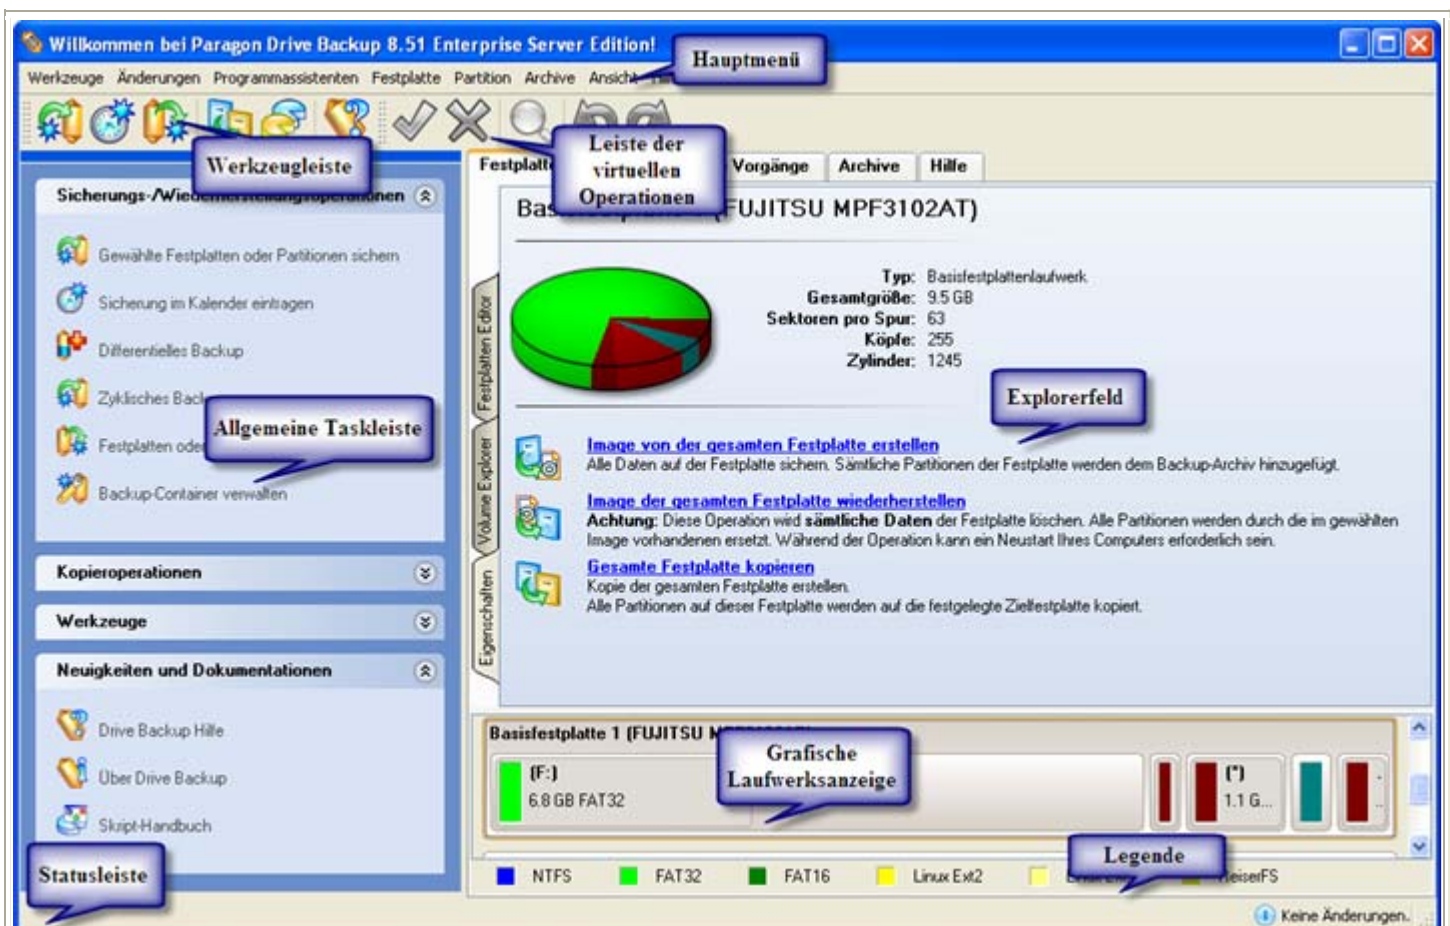 Willkommen bei Paragon Drive Backup 8.51 Enterprise Server Edition!
Hauptmenü
Werkzeuge Änderungen Programmassistenten Festplatte Partition Archive Ansicht
Werkzeugleiste
Leiste der
virtuellen
Operationen
Vorgänge Archive Hilfe
Sicherungs-/Wiederherstellungsoperationen
Gewählte Festplatten oder Partitionen sichern
Sicherung im Kalender eintragen
Differentielles Backup
Zyklisches
Allgemeine Taskleiste
Festplatten oder
Backup-Container verwalten
Kopieroperationen
Werkzeuge
Neuigkeiten und Dokumentationen
Drive Backup Hilfe
Über Drive Backup
Skript-Handbuch
Statusleiste
(FUJITSU MPF3102AT)
Typ: Basisfestplattenlaufwerk
Gesamtgröße: 9.5 GB
Sektoren pro Spur: 63
Köpfe: 255
Zylinder: 1245
Explorerfeld
Festplatten Editor
Volume Explorer
Eigenschaften
Image von der gesamten Festplatte erstellen
Alle Daten auf der Festplatte sichern. Sämtliche Partitionen der Festplatte werden dem Backup-Archiv hinzugefügt.
Image der gesamten Festplatte wiederherstellen
Achtung: Diese Operation wird sämtliche Daten der Festplatte löschen. Alle Partitionen werden durch die im gewählten
Image vorhandenen ersetzt. Während der Operation kann ein Neustart Ihres Computers erforderlich sein.
Gesamte Festplatte kopieren
Kopie der gesamten Festplatte erstellen.
Alle Partitionen auf dieser Festplatte werden auf die festgelegte Zielfestplatte kopiert.
Basisfestplatte 1 (FUJITSU
Grafische
Laufwerksanzeige
(F:)
6.8 GB FAT32
(*)
1.1 G...
Legende
NTFS FAT32 FAT16 Linux Ext2 ReiserFS
Keine Änderungen.